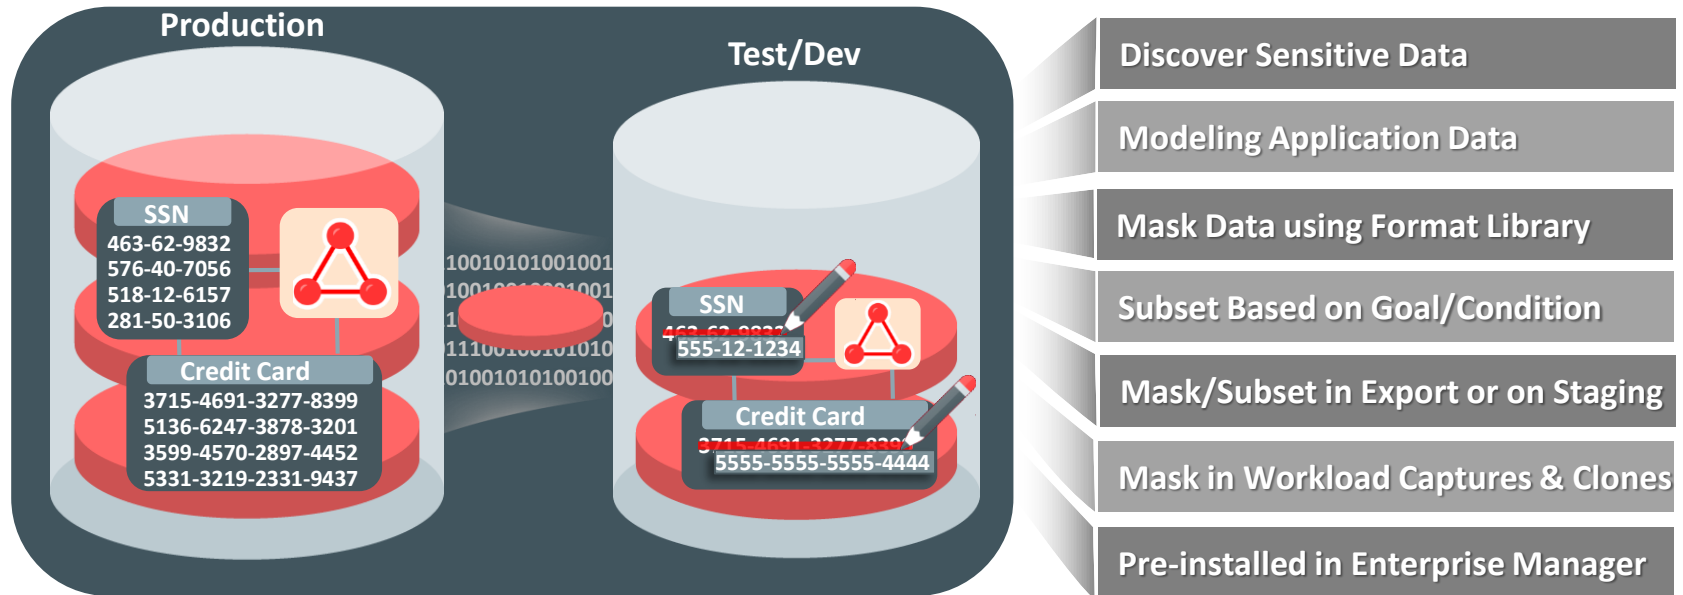 Production
SSN
463-62-9832
576-40-7056
518-12-6157
281-50-3106
Credit Card
3715-4691-3277-8399
5136-6247-3878-3201
3599-4570-2897-4452
5331-3219-2331-9437
Test/Dev
SSN
555-12-1234
Credit Card
5555-5555-5555-4444
Discover Sensitive Data
Modeling Application Data
Mask Data using Format Library
Subset Based on Goal/Condition
Mask/Subset in Export or on Staging
Mask in Workload Captures & Clones
Pre-installed in Enterprise Manager